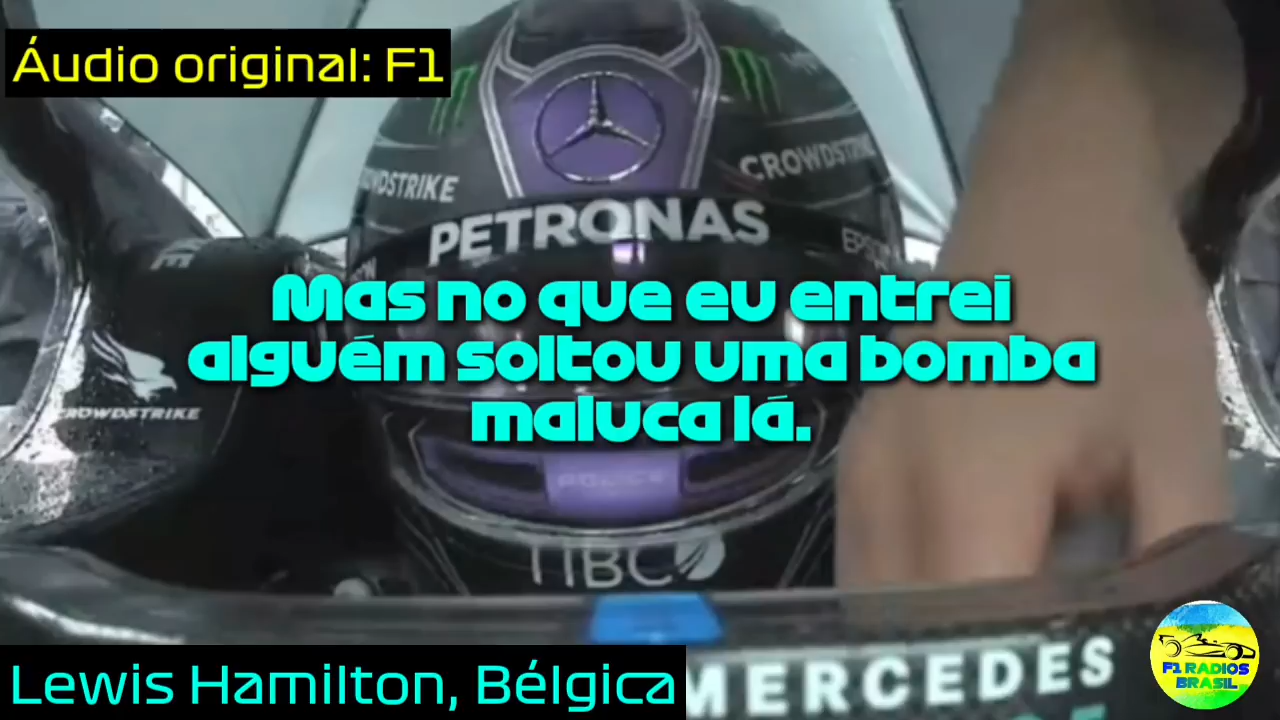 Áudio original: F1
CROWDSTRIKE
CROWDSTRIKE
PETRONAS
Mas no que eu entrei
alguém soltou uma bomba
maluca lá.
CROWDSTRIKE
POLICE
Lewis Hamilton, Bélgica
MERCEDES
F1 RADIOS
BRASIL